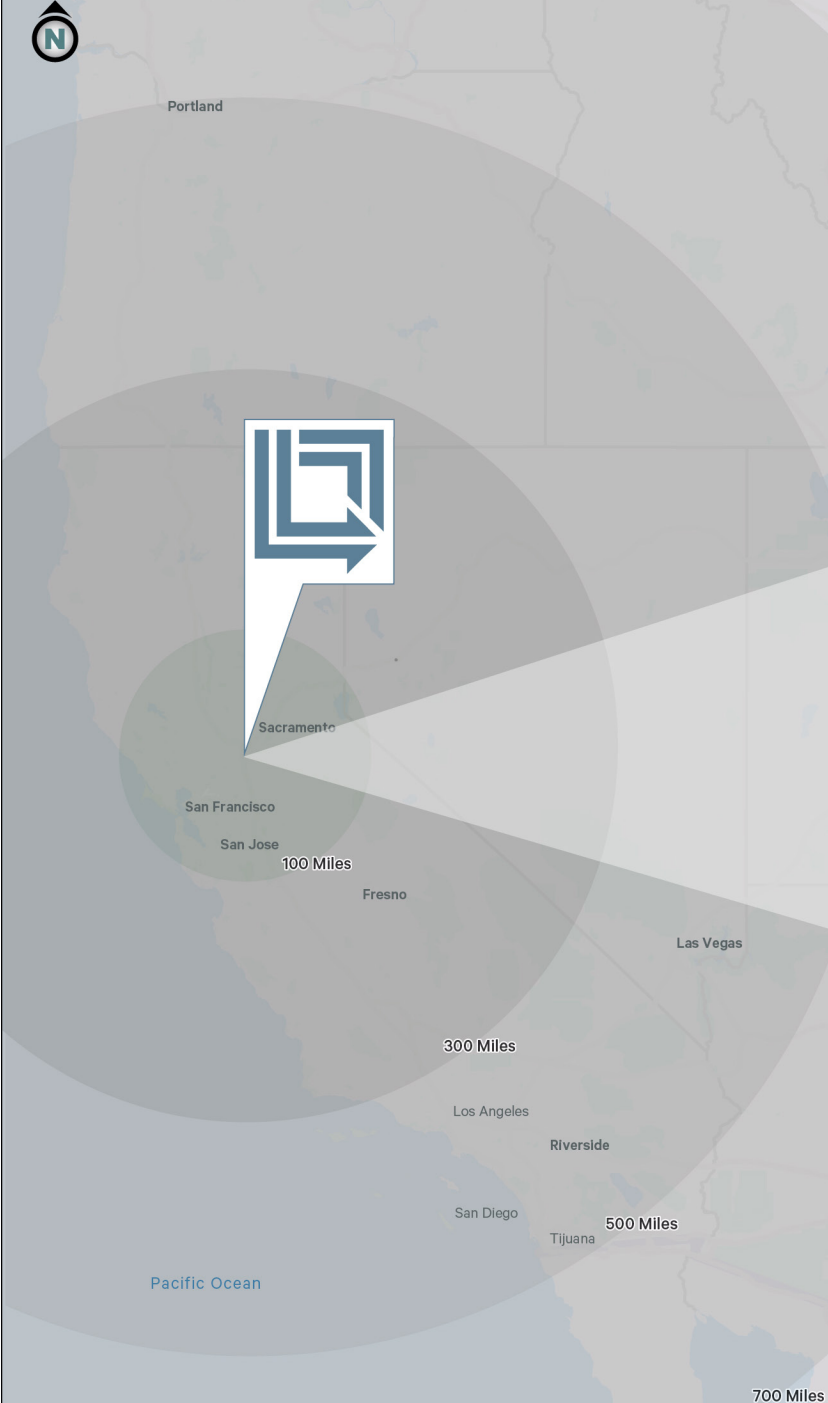 N
Portland
Sacramento
San Francisco
San Jose
100 Miles
Fresno
Las Vegas
300 Miles
Los Angeles
Riverside
San Diego
500 Miles
Tijuana
Pacific Ocean
700 Miles